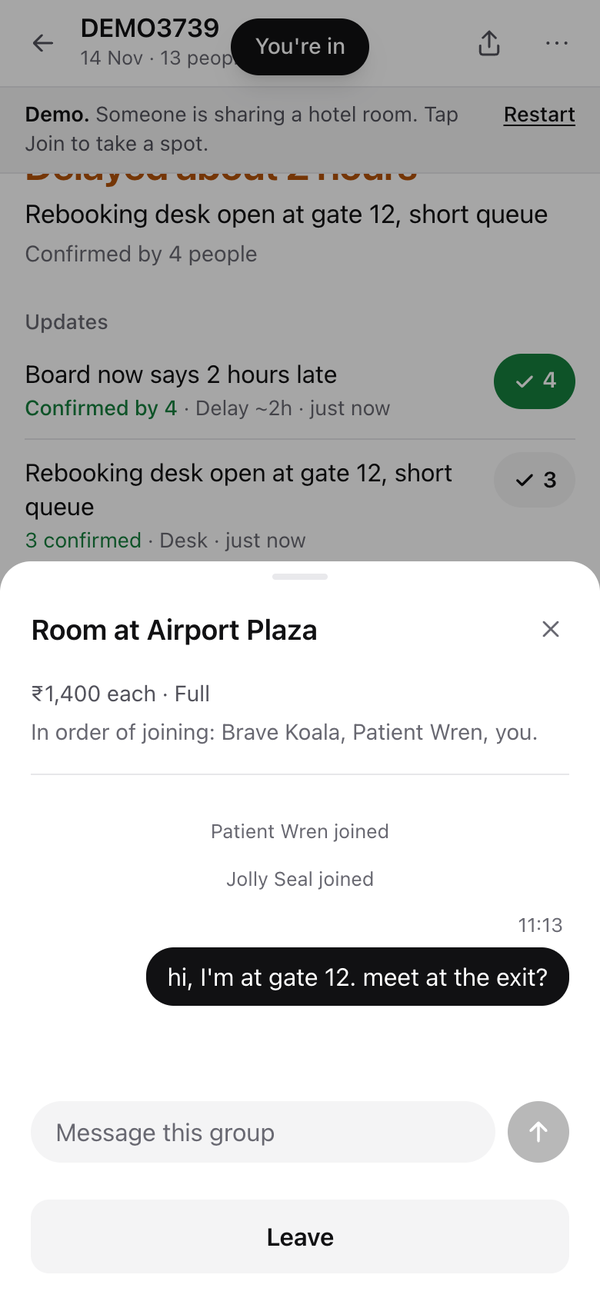 DEMO3739
14 Nov · 13 peop
You're in
Demo. Someone is sharing a hotel room. Tap
Join to take a spot.
Restart
Delayed about 2 hours
Rebooking desk open at gate 12, short queue
Confirmed by 4 people
Updates
Board now says 2 hours late
Confirmed by 4 · Delay ~2h · just now
4
Rebooking desk open at gate 12, short
queue
3 confirmed · Desk · just now
3
Room at Airport Plaza
₹1,400 each · Full
In order of joining: Brave Koala, Patient Wren, you.
Patient Wren joined
Jolly Seal joined
11:13
hi, I'm at gate 12. meet at the exit?
Message this group
Leave